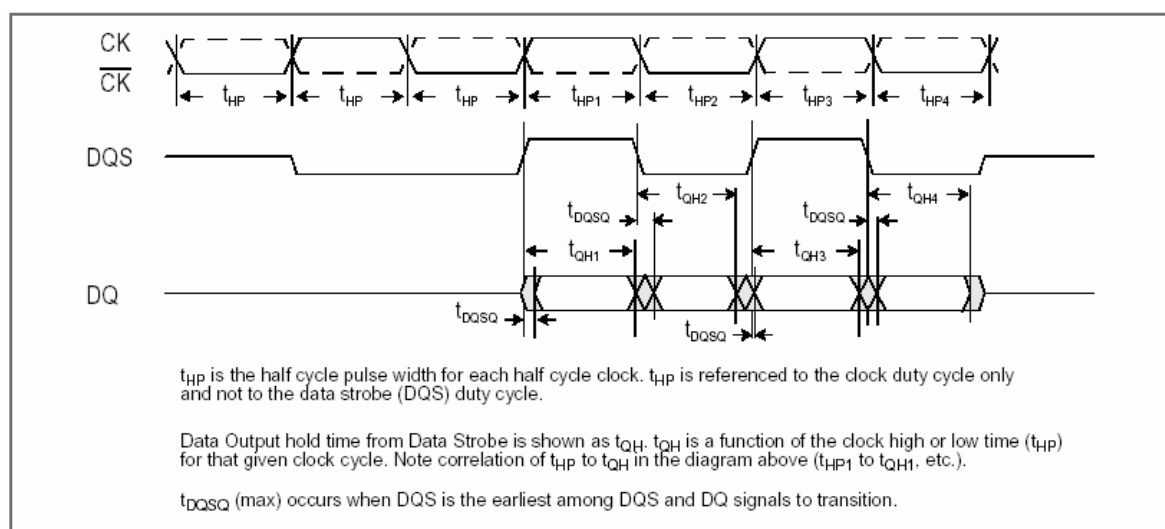 CK
CK
tHP tHP tHP tHP1 tHP2 tHP3 tHP4
DQS
tQH2 tQH4
tDQSQ tDQSQ
tQH1 tQH3
DQ
tDQSQ tDQSQ
tHP is the half cycle pulse width for each half cycle clock. tHP is referenced to the clock duty cycle only
and not to the data strobe (DQS) duty cycle.
Data Output hold time from Data Strobe is shown as tQH. tQH is a function of the clock high or low time (tHP)
for that given clock cycle. Note correlation of tHP to tQH in the diagram above (tHP1 to tQH1, etc.).
tDQSQ (max) occurs when DQS is the earliest among DQS and DQ signals to transition.